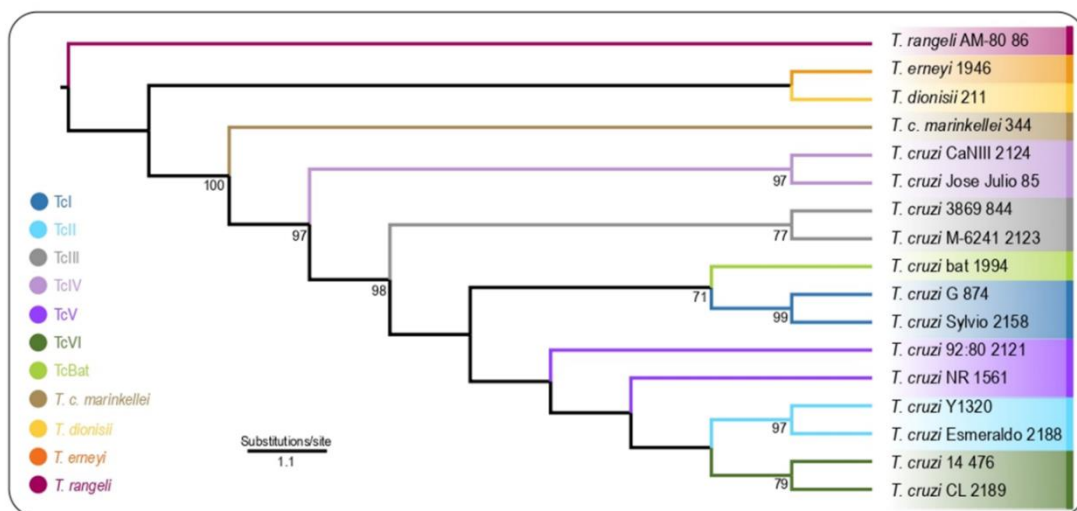 T. rangeli AM-80 86
T. erneyi 1946
T. dionisii 211
T. c. marinkellei 344
T. cruzi CaNIII 2124
T. cruzi Jose Julio 85
T. cruzi 3869 844
T. cruzi M-6241 2123
T. cruzi bat 1994
T. cruzi G 874
T. cruzi Sylvio 2158
T. cruzi 92:80 2121
T. cruzi NR 1561
T. cruzi Y1320
T. cruzi Esmeraldo 2188
T. cruzi 14 476
T. cruzi CL 2189
100
97
97
98
77
71
99
97
79
TcI
TcII
TcIII
TcIV
TcV
TcVI
TcBat
T. c. marinkellei
T. dionisii
T. erneyi
T. rangeli
Substitutions/site
1.1